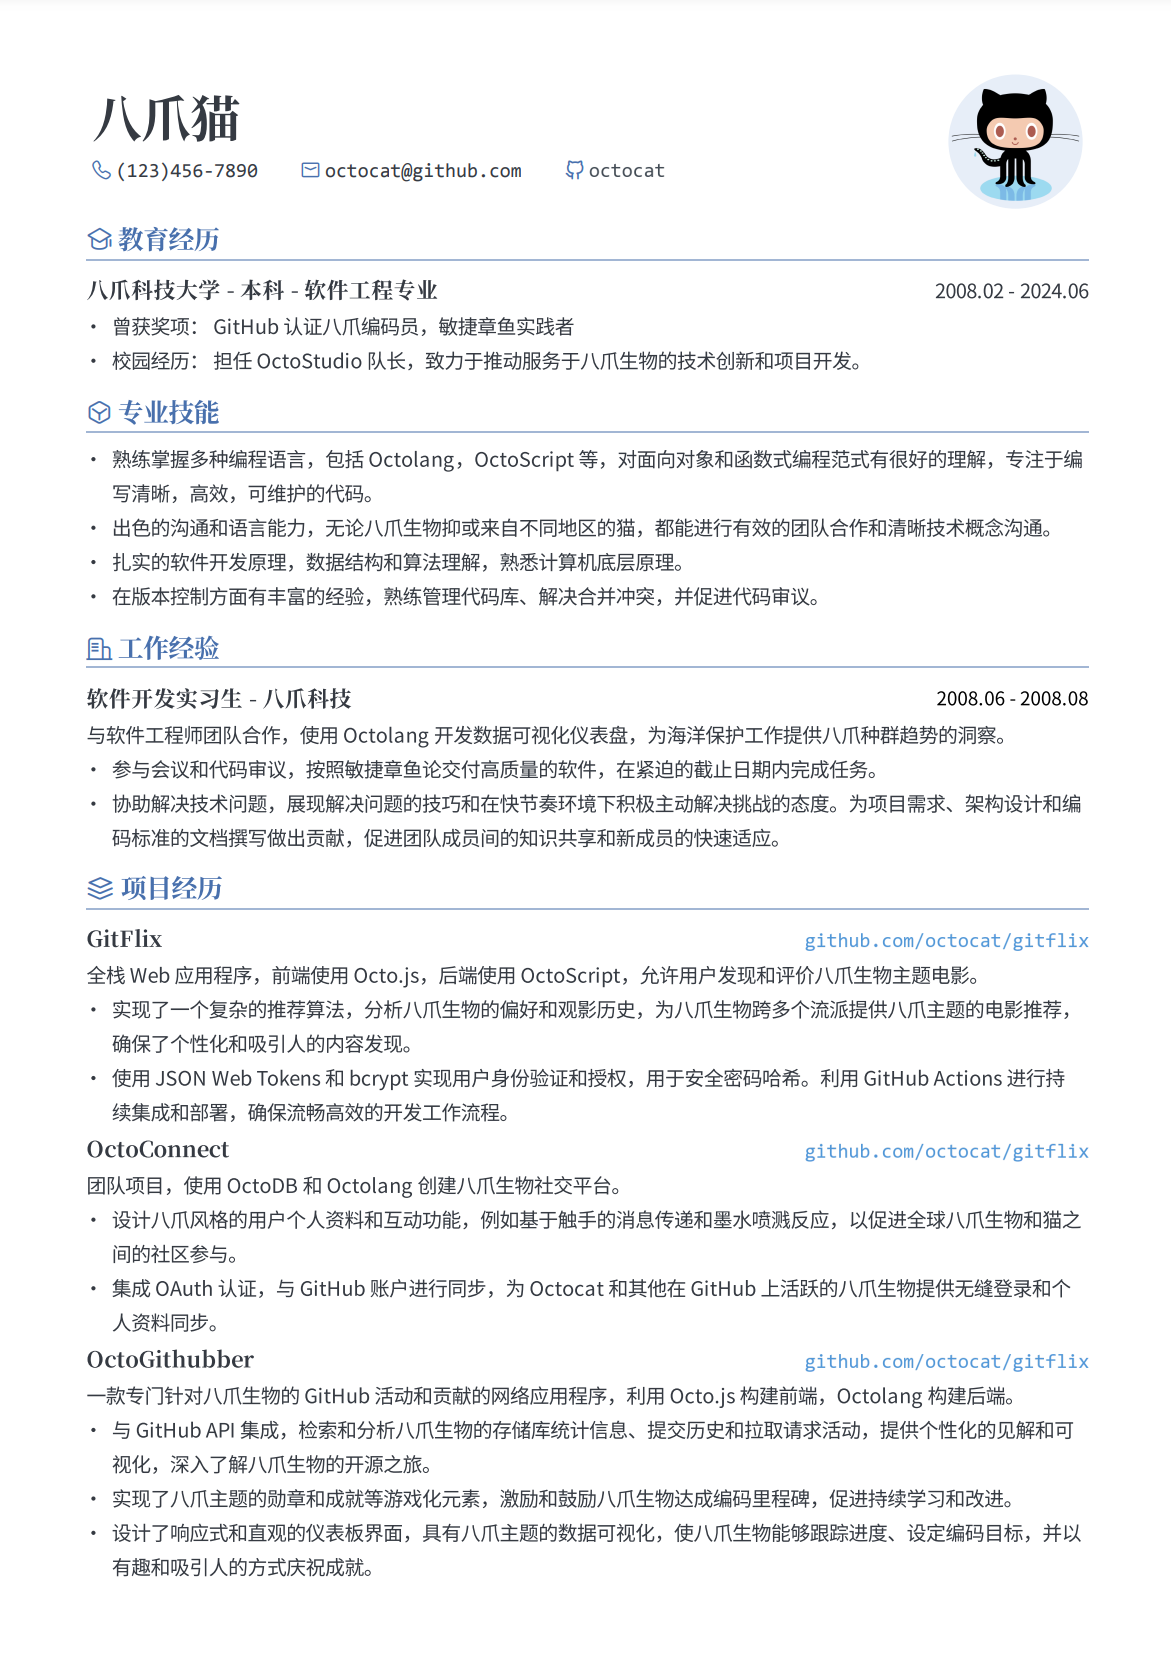 八爪猫
(123)456-7890 octocat@github.com octocat
教育经历
八爪科技大学 - 本科 - 软件工程专业 2008.02 - 2024.06
• 曾获奖项： GitHub 认证八爪编码员，敏捷章鱼实践者
• 校园经历： 担任 OctoStudio 队长，致力于推动服务于八爪生物的技术创新和项目开发。
专业技能
• 熟练掌握多种编程语言，包括 Octolang，OctoScript 等，对面向对象和函数式编程范式有很好的理解，专注于编
写清晰，高效，可维护的代码。
• 出色的沟通和语言能力，无论八爪生物抑或来自不同地区的猫，都能进行有效的团队合作和清晰技术概念沟通。
• 扎实的软件开发原理，数据结构和算法理解，熟悉计算机底层原理。
• 在版本控制方面有丰富的经验，熟练管理代码库、解决合并冲突，并促进代码审议。
工作经验
软件开发实习生 - 八爪科技 2008.06 - 2008.08
与软件工程师团队合作，使用 Octolang 开发数据可视化仪表盘，为海洋保护工作提供八爪种群趋势的洞察。
• 参与会议和代码审议，按照敏捷章鱼论交付高质量的软件，在紧迫的截止日期内完成任务。
• 协助解决技术问题，展现解决问题的技巧和在快节奏环境下积极主动解决挑战的态度。为项目需求、架构设计和编
码标准的文档撰写做出贡献，促进团队成员间的知识共享和新成员的快速适应。
项目经历
GitFlix github.com/octocat/gitflix
全栈 Web 应用程序，前端使用 Octo.js，后端使用 OctoScript，允许用户发现和评价八爪生物主题电影。
• 实现了一个复杂的推荐算法，分析八爪生物的偏好和观影历史，为八爪生物跨多个流派提供八爪主题的电影推荐，
确保了个性化和吸引人的内容发现。
• 使用 JSON Web Tokens 和 bcrypt 实现用户身份验证和授权，用于安全密码哈希。利用 GitHub Actions 进行持
续集成和部署，确保流畅高效的开发工作流程。
OctoConnect github.com/octocat/gitflix
团队项目，使用 OctoDB 和 Octolang 创建八爪生物社交平台。
• 设计八爪风格的用户个人资料和互动功能，例如基于触手的消息传递和墨水喷溅反应，以促进全球八爪生物和猫之
间的社区参与。
• 集成 OAuth 认证，与 GitHub 账户进行同步，为 Octocat 和其他在 GitHub 上活跃的八爪生物提供无缝登录和个
人资料同步。
OctoGithubber github.com/octocat/gitflix
一款专门针对八爪生物的 GitHub 活动和贡献的网络应用程序，利用 Octo.js 构建前端，Octolang 构建后端。
• 与 GitHub API 集成，检索和分析八爪生物的存储库统计信息、提交历史和拉取请求活动，提供个性化的见解和可
视化，深入了解八爪生物的开源之旅。
• 实现了八爪主题的勋章和成就等游戏化元素，激励和鼓励八爪生物达成编码里程碑，促进持续学习和改进。
• 设计了响应式和直观的仪表板界面，具有八爪主题的数据可视化，使八爪生物能够跟踪进度、设定编码目标，并以
有趣和吸引人的方式庆祝成就。